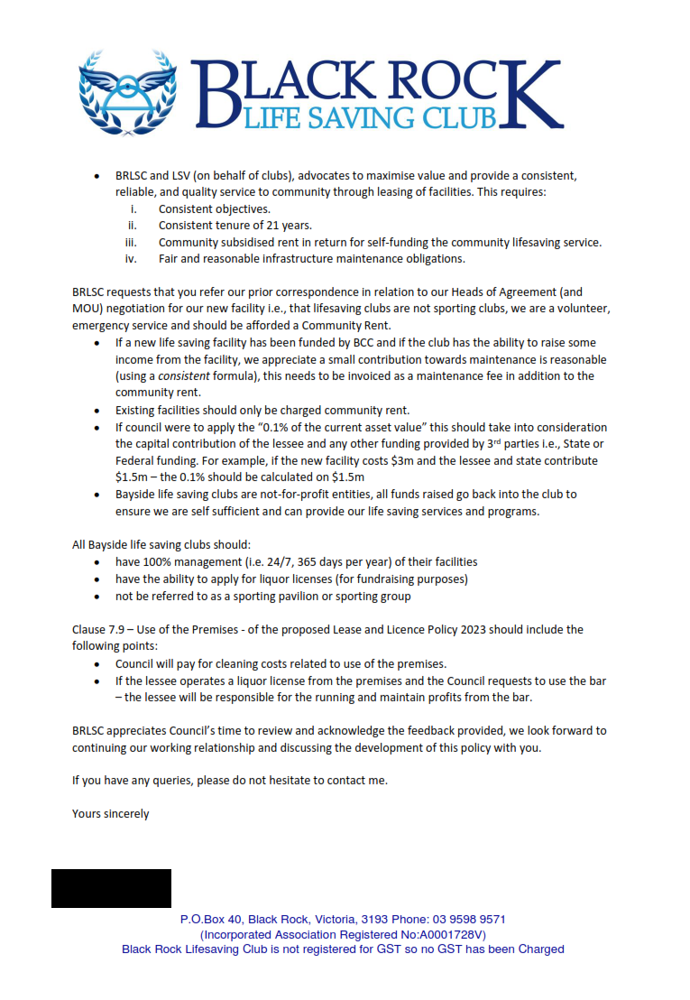 BLACK ROCK
LIFE SAVING CLUB
• BRLSC and LSV (on behalf of clubs), advocates to maximise value and provide a consistent,
reliable, and quality service to community through leasing of facilities. This requires:
i. Consistent objectives.
ii. Consistent tenure of 21 years.
iii. Community subsidised rent in return for self-funding the community lifesaving service.
iv. Fair and reasonable infrastructure maintenance obligations.
BRLSC requests that you refer our prior correspondence in relation to our Heads of Agreement (and
MOU) negotiation for our new facility i.e., that lifesaving clubs are not sporting clubs, we are a volunteer,
emergency service and should be afforded a Community Rent.
• If a new life saving facility has been funded by BCC and if the club has the ability to raise some
income from the facility, we appreciate a small contribution towards maintenance is reasonable
(using a consistent formula), this needs to be invoiced as a maintenance fee in addition to the
community rent.
• Existing facilities should only be charged community rent.
• If council were to apply the “0.1% of the current asset value” this should take into consideration
the capital contribution of the lessee and any other funding provided by 3rd parties i.e., State or
Federal funding. For example, if the new facility costs $3m and the lessee and state contribute
$1.5m – the 0.1% should be calculated on $1.5m
• Bayside life saving clubs are not-for-profit entities, all funds raised go back into the club to
ensure we are self sufficient and can provide our life saving services and programs.
All Bayside life saving clubs should:
• have 100% management (i.e. 24/7, 365 days per year) of their facilities
• have the ability to apply for liquor licenses (for fundraising purposes)
• not be referred to as a sporting pavilion or sporting group
Clause 7.9 – Use of the Premises - of the proposed Lease and Licence Policy 2023 should include the
following points:
• Council will pay for cleaning costs related to use of the premises.
• If the lessee operates a liquor license from the premises and the Council requests to use the bar
– the lessee will be responsible for the running and maintain profits from the bar.
BRLSC appreciates Council’s time to review and acknowledge the feedback provided, we look forward to
continuing our working relationship and discussing the development of this policy with you.
If you have any queries, please do not hesitate to contact me.
Yours sincerely
P.O.Box 40, Black Rock, Victoria, 3193 Phone: 03 9598 9571
(Incorporated Association Registered No:A0001728V)
Black Rock Lifesaving Club is not registered for GST so no GST has been Charged